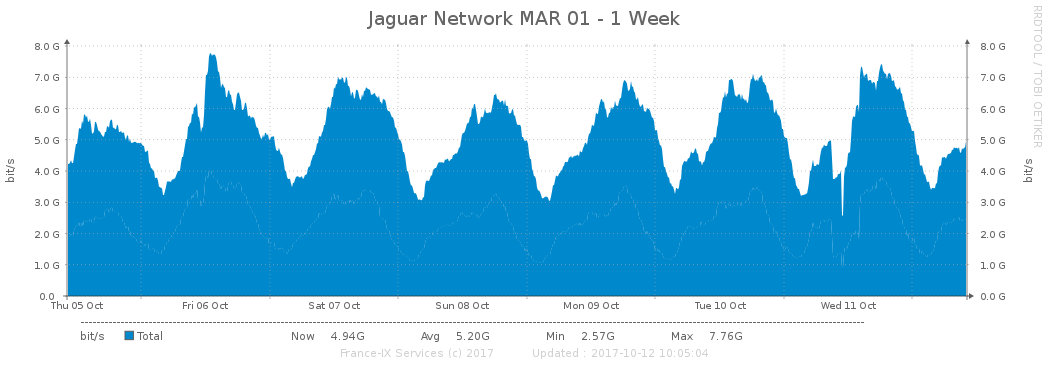 Jaguar Network MAR 01 - 1 Week
RRDTOOL / TOBI OETIKER
bit/s
bit/s
8.0 G 8.0 G
7.0 G 7.0 G
6.0 G 6.0 G
5.0 G 5.0 G
4.0 G 4.0 G
3.0 G 3.0 G
2.0 G 2.0 G
1.0 G 1.0 G
0.0 0.0 G
Thu 05 Oct Fri 06 Oct Sat 07 Oct Sun 08 Oct Mon 09 Oct Tue 10 Oct Wed 11 Oct
bit/s Total Now 4.94G Avg 5.20G Min 2.57G Max 7.76G
France-IX Services (c) 2017 Updated : 2017-10-12 10:05:04